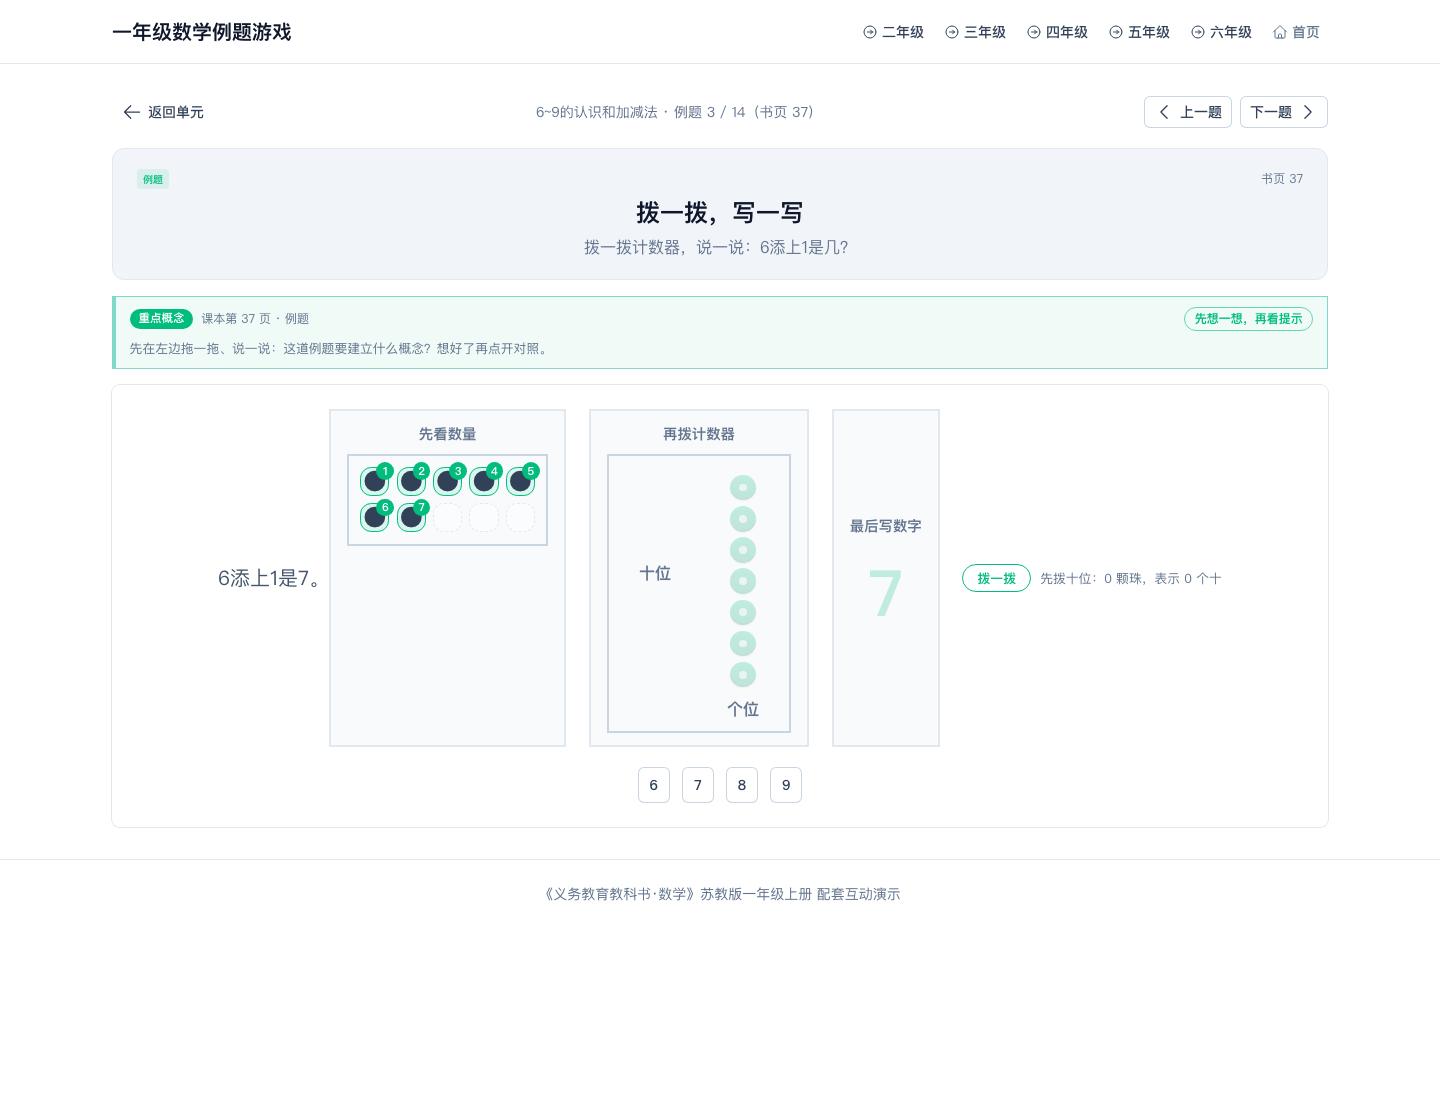 一年级数学例题游戏
二年级 三年级 四年级 五年级 六年级 首页
返回单元
6~9的认识和加减法 · 例题 3 / 14（书页 37）
上一题 下一题
例题
书页 37
拨一拨，写一写
拨一拨计数器，说一说：6添上1是几？
重点概念 课本第 37 页 · 例题
先想一想，再看提示
先在左边拖一拖、说一说：这道例题要建立什么概念？想好了再点开对照。
6添上1是7。
先看数量
1 2 3 4 5
6 7
再拨计数器
十位
个位
最后写数字
7
拨一拨 先拨十位：0 颗珠，表示 0 个十
6 7 8 9
《义务教育教科书·数学》苏教版一年级上册 配套互动演示